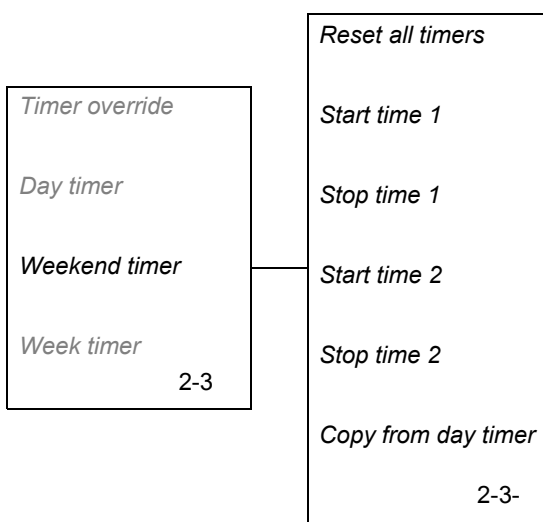 Timer override
Day timer
Weekend timer
Week timer
2-3
Reset all timers
Start time 1
Stop time 1
Start time 2
Stop time 2
Copy from day timer
2-3-